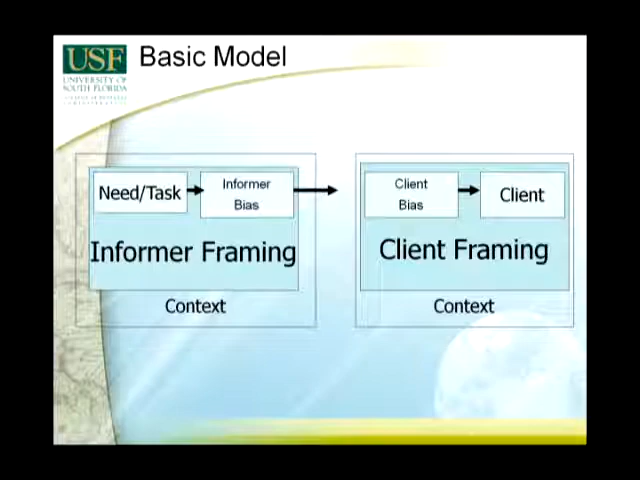 USF
UNIVERSITY OF
SOUTH FLORIDA
Basic Model
Need/Task
Informer
Bias
Informer Framing
Context
Client
Bias
Client
Client Framing
Context